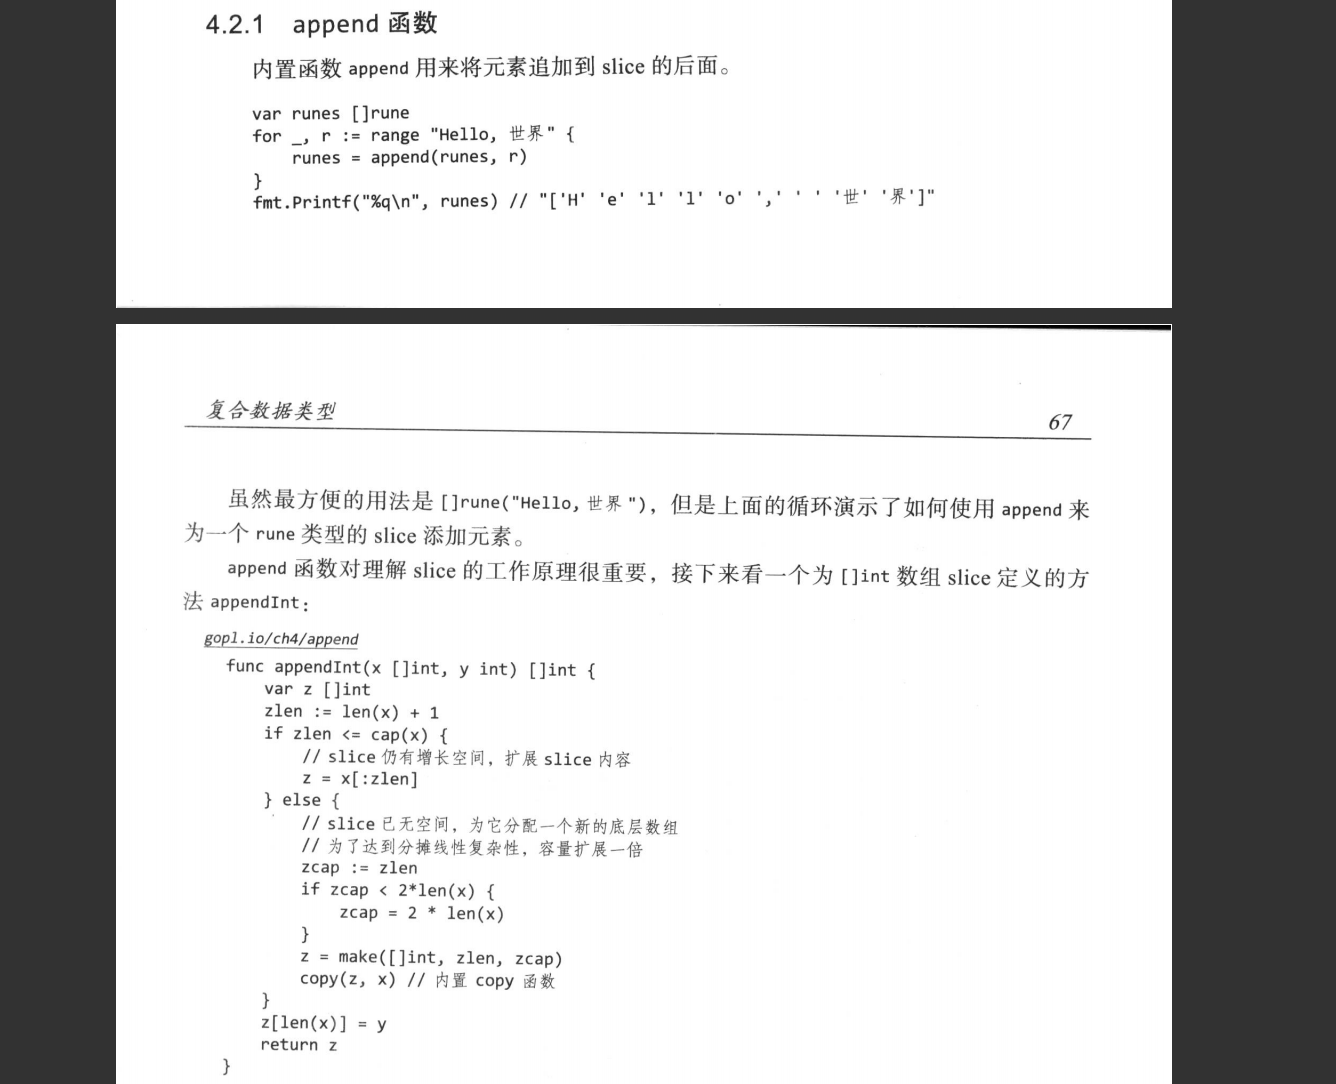 4.2.1 append 函数
内置函数 append 用来将元素追加到 slice 的后面。
var runes []rune
for _, r := range "Hello, 世界" {
    runes = append(runes, r)
}
fmt.Printf("%q\n", runes) // "['H' 'e' 'l' 'l' 'o' ',' ' ' '世' '界']"
复合数据类型 67
虽然最方便的用法是 []rune("Hello, 世界 ")，但是上面的循环演示了如何使用 append 来
为一个 rune 类型的 slice 添加元素。
append 函数对理解 slice 的工作原理很重要，接下来看一个为 []int 数组 slice 定义的方
法 appendInt：
gopl.io/ch4/append
func appendInt(x []int, y int) []int {
    var z []int
    zlen := len(x) + 1
    if zlen <= cap(x) {
        // slice 仍有增长空间，扩展 slice 内容
        z = x[:zlen]
    } else {
        // slice 已无空间，为它分配一个新的底层数组
        // 为了达到分摊线性复杂性，容量扩展一倍
        zcap := zlen
        if zcap < 2*len(x) {
            zcap = 2 * len(x)
        }
        z = make([]int, zlen, zcap)
        copy(z, x) // 内置 copy 函数
    }
    z[len(x)] = y
    return z
}